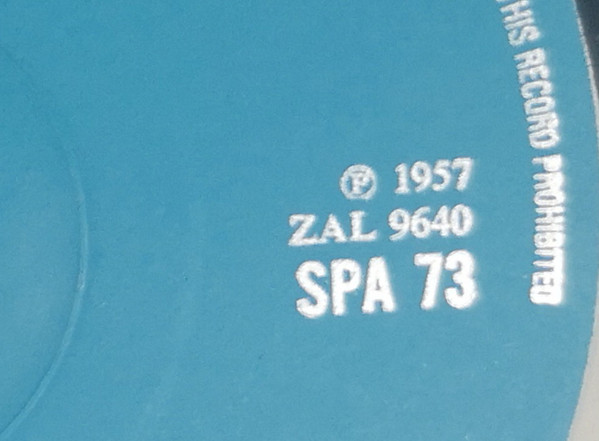 HIS RECORD PROHIBITED
℗ 1957
ZAL 9640
SPA 73